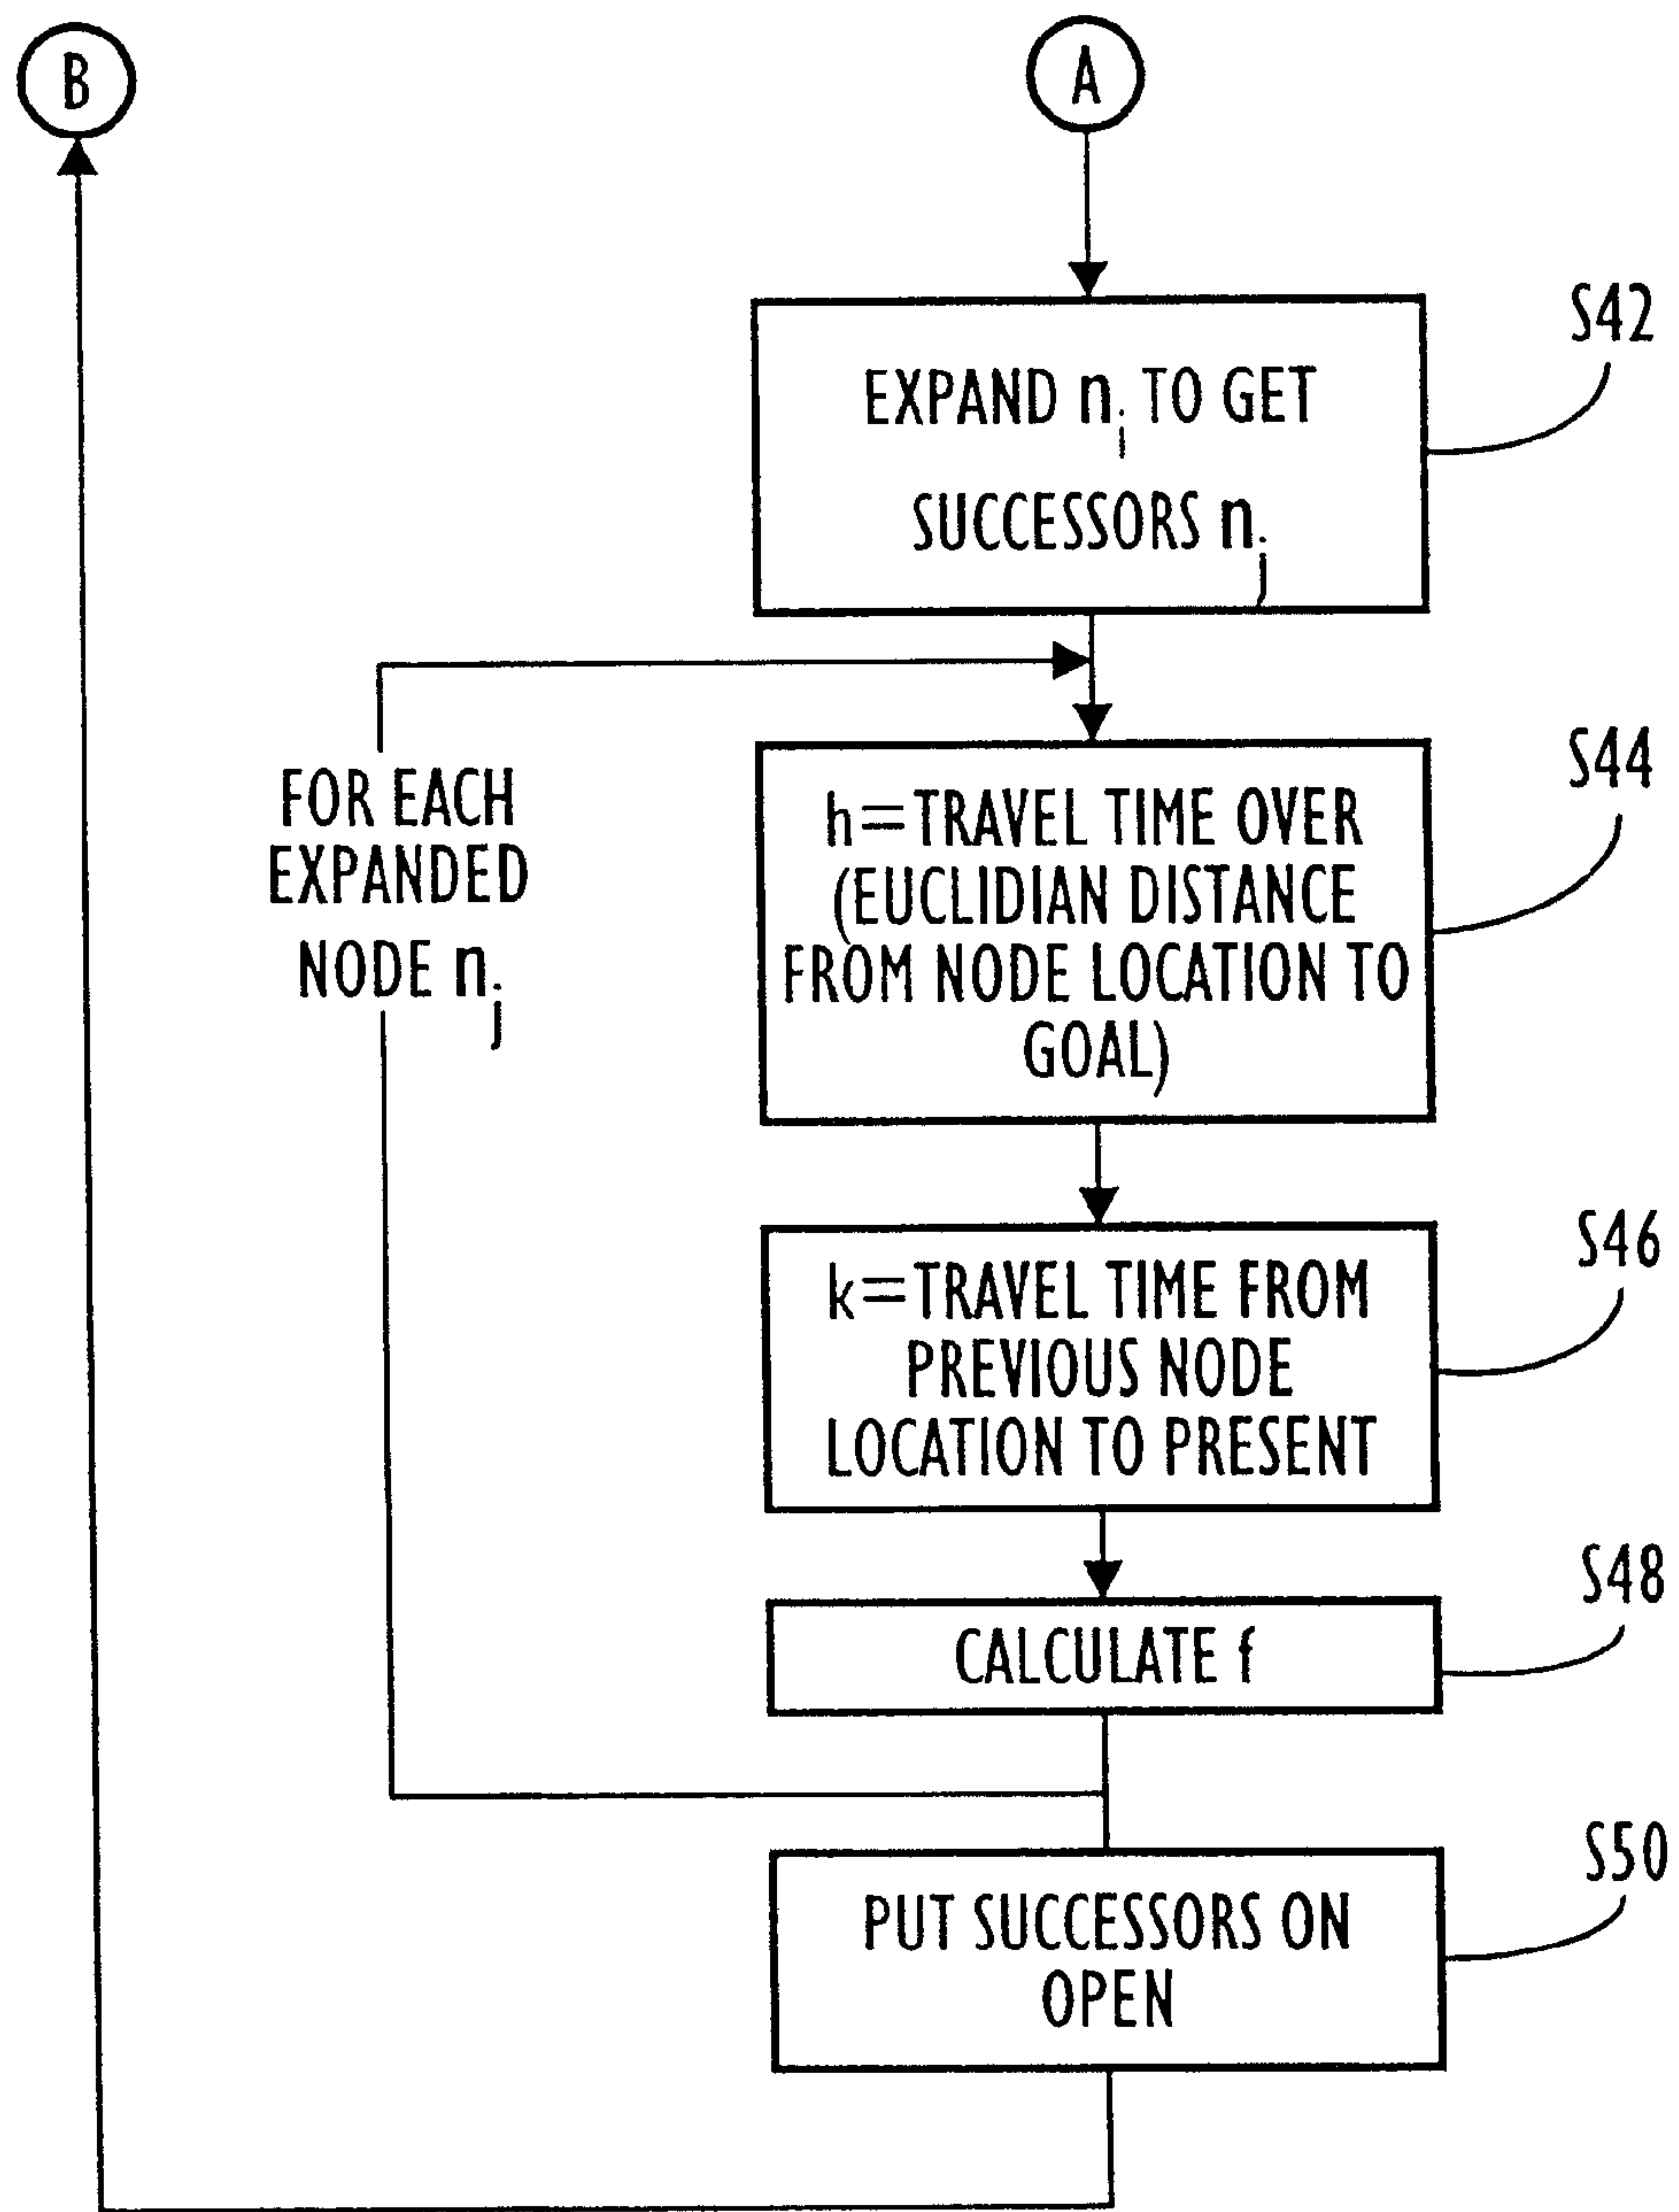 B
A
S42
EXPAND n_i TO GET
SUCCESSORS n_j
FOR EACH
EXPANDED
NODE n_j
S44
h=TRAVEL TIME OVER
(EUCLIDIAN DISTANCE
FROM NODE LOCATION TO
GOAL)
S46
k=TRAVEL TIME FROM
PREVIOUS NODE
LOCATION TO PRESENT
S48
CALCULATE f
S50
PUT SUCCESSORS ON
OPEN